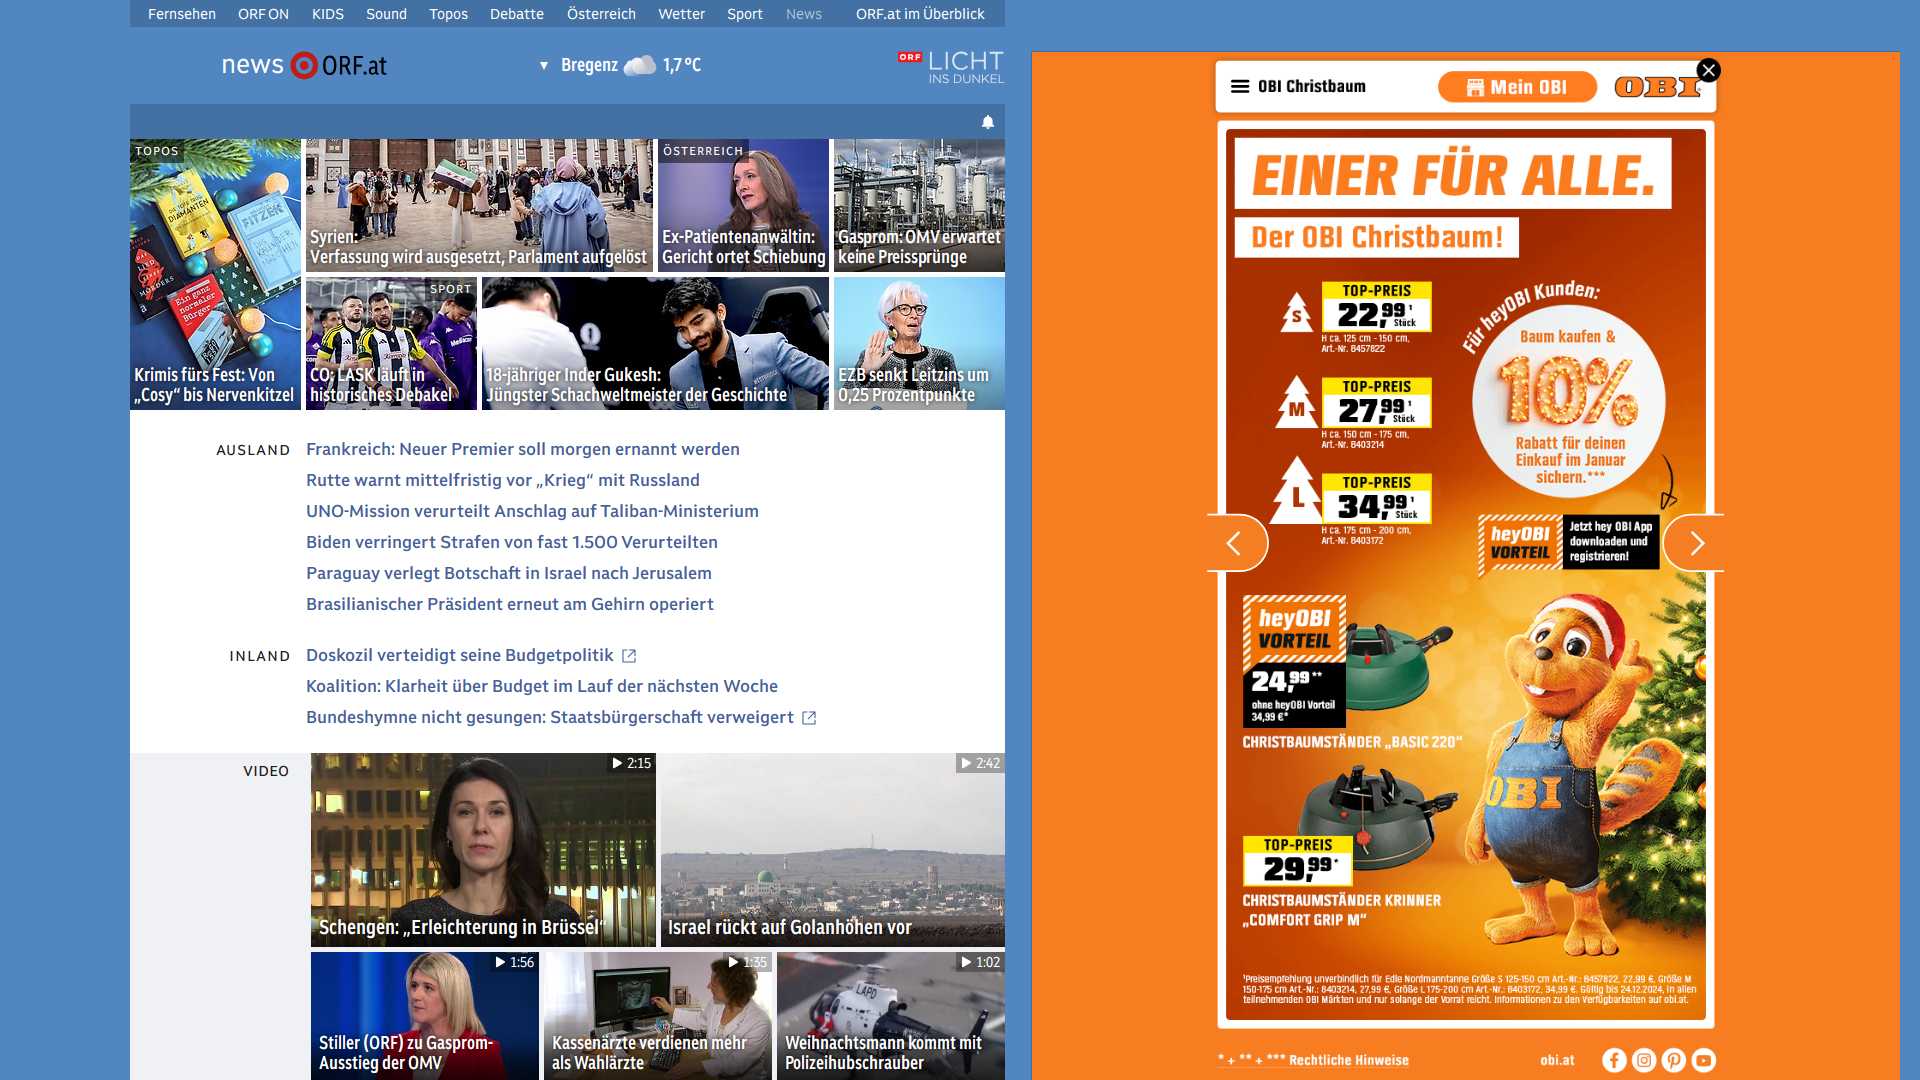 Fernsehen ORF ON KIDS Sound Topos Debatte Österreich Wetter Sport News ORF.at im Überblick
news ORF.at
Bregenz 1,7 °C
ORF LICHT
INS DUNKEL
TOPOS
Krimis fürs Fest: Von
„Cosy“ bis Nervenkitzel
Syrien:
Verfassung wird ausgesetzt, Parlament aufgelöst
ÖSTERREICH
Ex-Patientenanwältin:
Gericht ortet Schiebung
Gasprom: OMV erwartet
keine Preissprünge
SPORT
CO: LASK läuft in
historisches Debakel
18-jähriger Inder Gukesh:
Jüngster Schachweltmeister der Geschichte
EZB senkt Leitzins um
0,25 Prozentpunkte
AUSLAND
Frankreich: Neuer Premier soll morgen ernannt werden
Rutte warnt mittelfristig vor „Krieg“ mit Russland
UNO-Mission verurteilt Anschlag auf Taliban-Ministerium
Biden verringert Strafen von fast 1.500 Verurteilten
Paraguay verlegt Botschaft in Israel nach Jerusalem
Brasilianischer Präsident erneut am Gehirn operiert
INLAND
Doskozil verteidigt seine Budgetpolitik
Koalition: Klarheit über Budget im Lauf der nächsten Woche
Bundeshymne nicht gesungen: Staatsbürgerschaft verweigert
VIDEO
2:15
Schengen: „Erleichterung in Brüssel“
2:42
Israel rückt auf Golanhöhen vor
1:56
Stiller (ORF) zu Gasprom-
Ausstieg der OMV
1:35
Kassenärzte verdienen mehr
als Wahlärzte
1:02
LAPD
Weihnachtsmann kommt mit
Polizeihubschrauber
OBI Christbaum
Mein OBI
OBI
EINER FÜR ALLE.
Der OBI Christbaum!
S
TOP-PREIS
22,99¹
Stück
H ca. 125 cm - 150 cm,
Art.-Nr. 8457822
M
TOP-PREIS
27,99¹
Stück
H ca. 150 cm - 175 cm,
Art.-Nr. 8403214
L
TOP-PREIS
34,99¹
Stück
H ca. 175 cm - 200 cm,
Art.-Nr. 8403172
Für heyOBI Kunden:
Baum kaufen &
10%
Rabatt für deinen
Einkauf im Januar
sichern.***
heyOBI
VORTEIL
Jetzt hey OBI App
downloaden und
registrieren!
heyOBI
VORTEIL
24,99**
ohne heyOBI Vorteil
34,99 €*
CHRISTBAUMSTÄNDER „BASIC 220“
OBI
TOP-PREIS
29,99*
CHRISTBAUMSTÄNDER KRINNER
„COMFORT GRIP M“
¹Preisempfehlung unverbindlich für Edle Nordmanntanne Größe S 125-150 cm Art.-Nr.: 8457822, 22,99 €, Größe M
150-175 cm Art.-Nr.: 8403214, 27,99 €, Größe L 175-200 cm Art.-Nr.: 8403172, 34,99 €. Gültig bis 24.12.2024, in allen
teilnehmenden OBI Märkten und nur solange der Vorrat reicht. Informationen zu den Verfügbarkeiten auf obi.at.
* + ** + *** Rechtliche Hinweise
obi.at